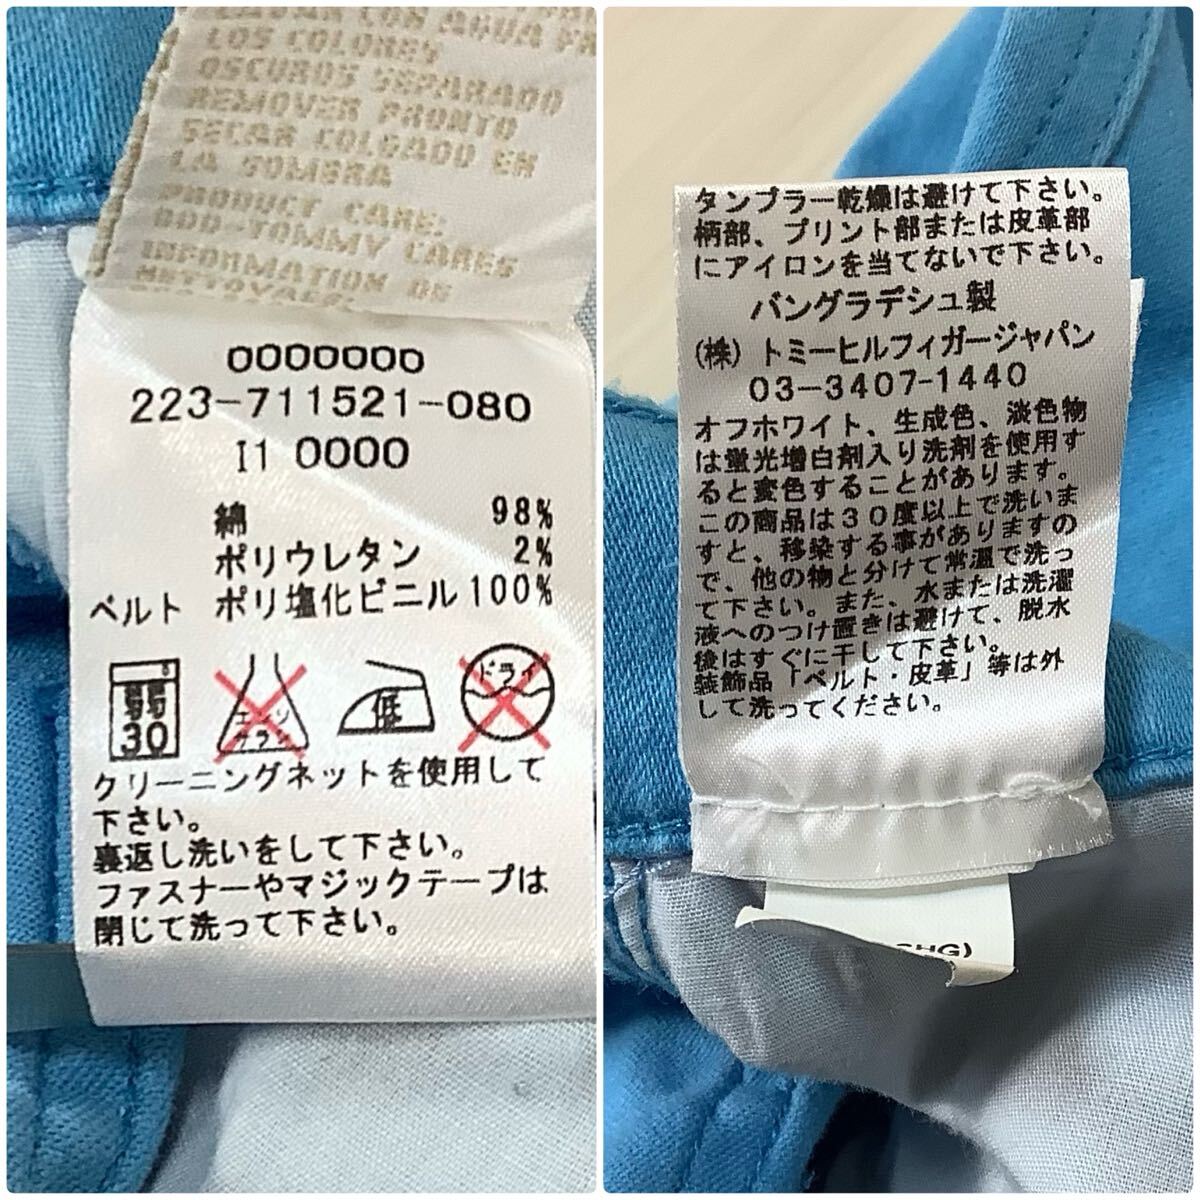 CON AGUA FR
LOS COLORES
OSCUROS SEPARADO
REMOVER PRONTO
SECAR COLGADO EN
LA SOMBRA
PRODUCT CARE:
800-TOMMY CARES
INFORMATION DE
NETTOYAGE:
0000000
223-711521-080
I1 0000
綿 98%
ポリウレタン 2%
ベルト ポリ塩化ビニル 100%
弱
30
エンソ
サラシ
低
ドライ
クリーニングネットを使用して
下さい。
裏返し洗いをして下さい。
ファスナーやマジックテープは
閉じて洗って下さい。
タンブラー乾燥は避けて下さい。
柄部、プリント部または皮革部
にアイロンを当てないで下さい。
バングラデシュ製
(株) トミーヒルフィガージャパン
03-3407-1440
オフホワイト、生成色、淡色物
は蛍光増白剤入り洗剤を使用す
ると変色することがあります。
この商品は30度以上で洗いま
すと、移染する事がありますの
で、他の物と分けて常温で洗っ
て下さい。また、水または洗濯
液へのつけ置きは避けて、脱水
後はすぐに干して下さい。
装飾品「ベルト・皮革」等は外
して洗ってください。